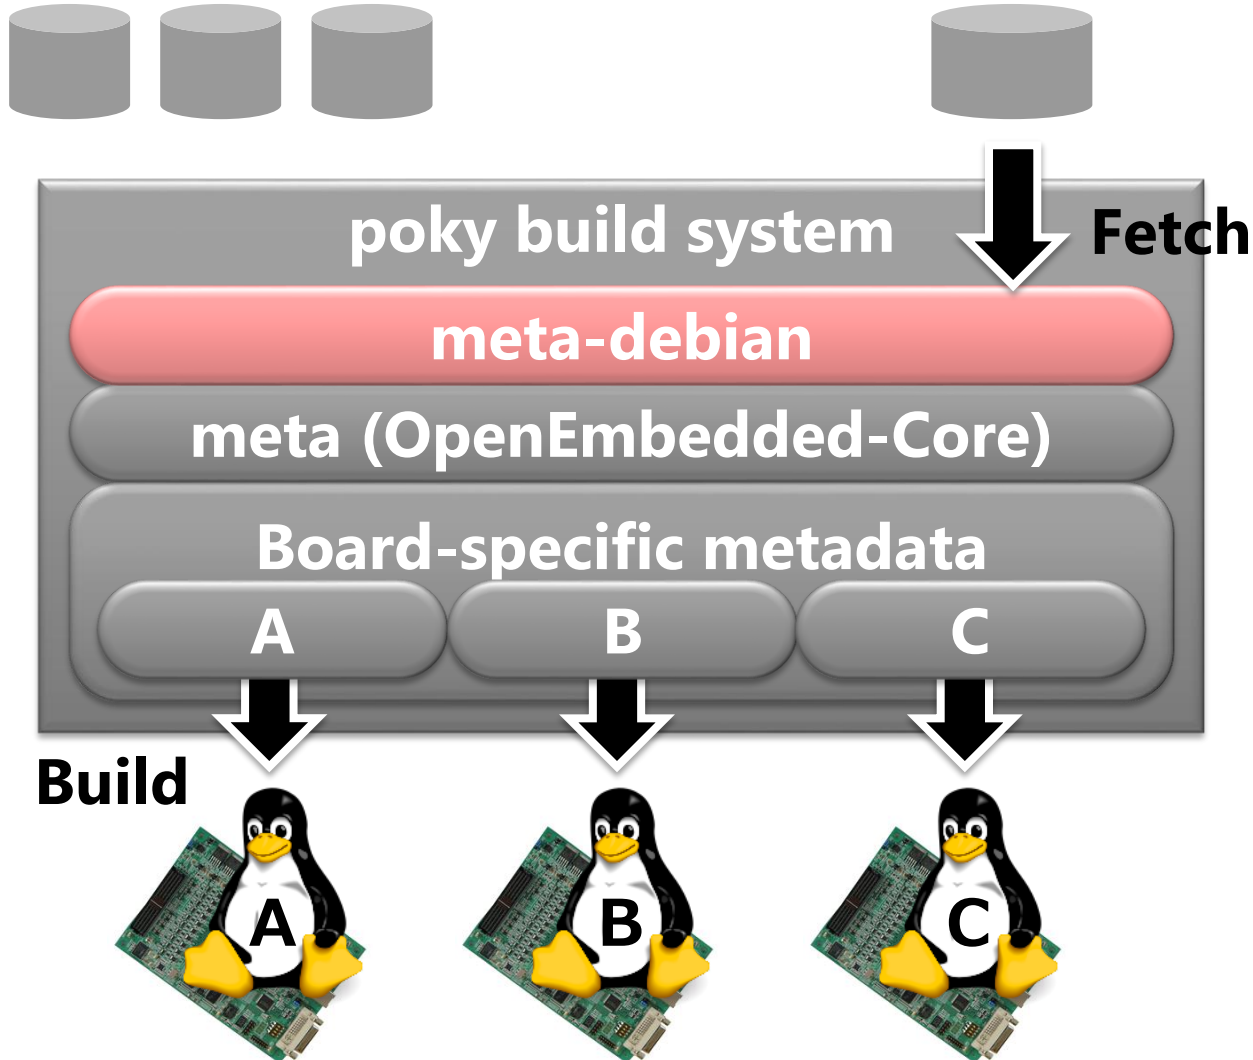 poky build system
Fetch
meta-debian
meta (OpenEmbedded-Core)
Board-specific metadata
A
B
C
Build
A
B
C